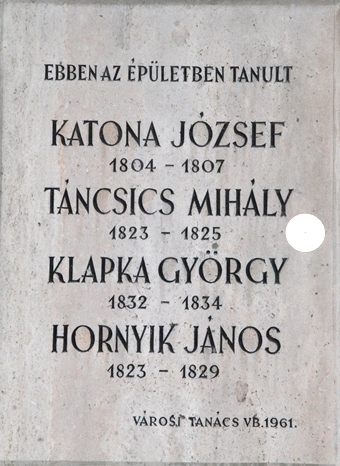 EBBEN AZ ÉPÜLETBEN TANULT
KATONA JÓZSEF
1804 - 1807
TÁNCSICS MIHÁLY
1823 - 1825
KLAPKA GYÖRGY
1832 - 1834
HORNYIK JÁNOS
1823 - 1829
VÁROSI TANÁCS VB. 1961.